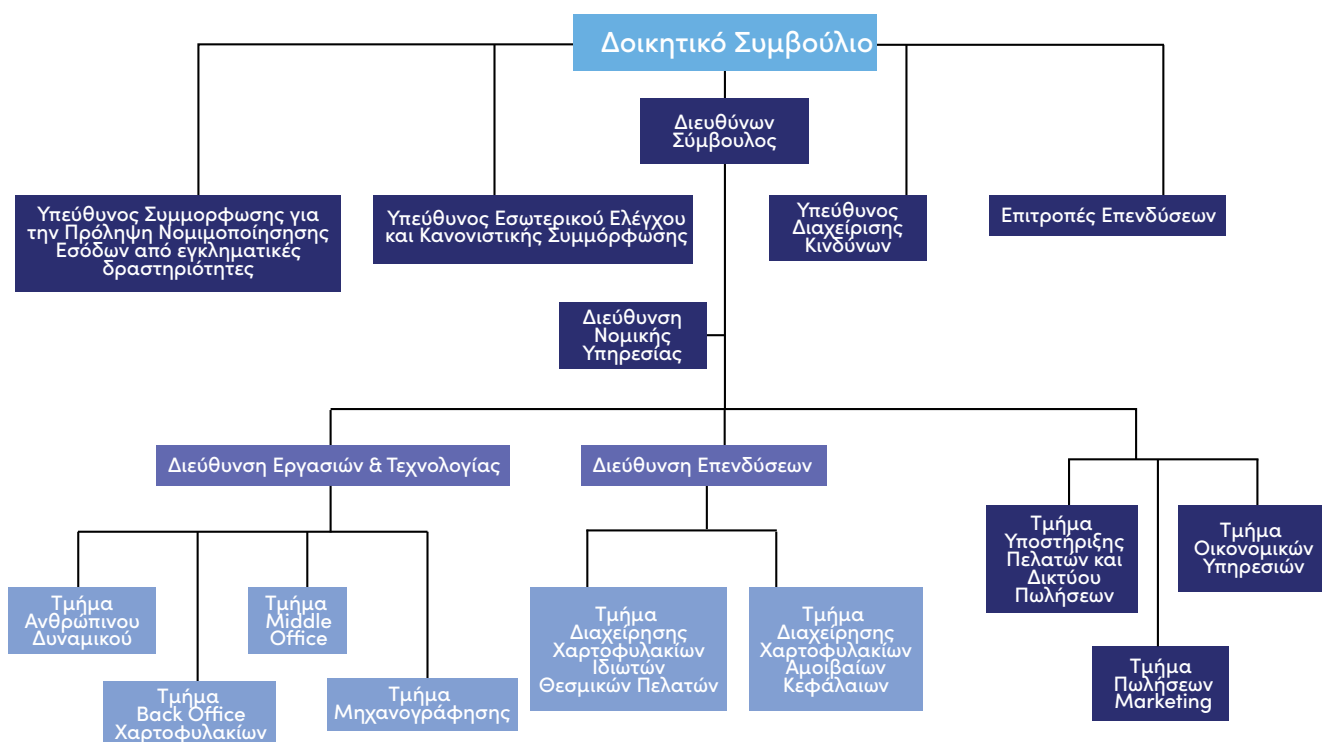 Δοικητικό Συμβούλιο
Διευθύνων
Σύμβουλος
Υπεύθυνος Συμμορφωσης για
την Πρόληψη Νομιμοποίησησης
Εσόδων από εγκληματικές
δραστηριότητες
Υπεύθυνος Εσωτερικού Ελέγχου
και Κανονιστικής Συμμόρφωσης
Υπεύθυνος
Διαχείρισης
Κινδύνων
Επιτροπές Επενδύσεων
Διεύθυνση
Νομικής
Υπηρεσίας
Διεύθυνση Εργασιών & Τεχνολογίας
Διεύθυνση Επενδύσεων
Τμήμα
Υποστήριξης
Πελατών και
Δικτύου
Πωλήσεων
Τμήμα
Οικονομικών
Υπηρεσιών
Τμήμα
Ανθρώπινου
Δυναμικού
Τμήμα
Middle
Office
Τμήμα
Διαχείρησης
Χαρτοφυλακίων
Ιδιωτών
Θεσμικών Πελατών
Τμήμα
Διαχείρησης
Χαρτοφυλακίων
Αμοιβαίων
Κεφάλαιων
Τμήμα
Back Office
Χαρτοφυλακίων
Τμήμα
Μηχανογράφησης
Τμήμα
Πωλήσεων
Marketing